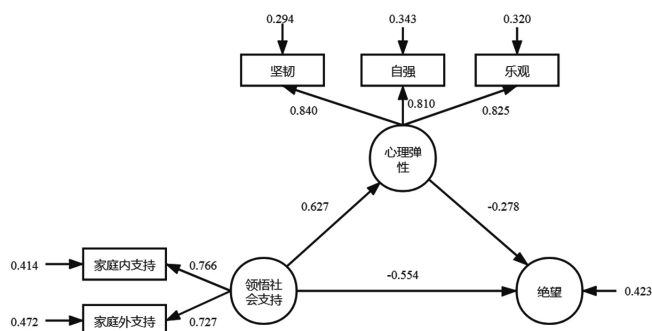 0.294
0.343
0.320
坚韧
自强
乐观
0.840
0.810
0.825
心理弹
性
0.627
-0.278
0.414
家庭内支持
0.766
领悟社
会支持
-0.554
绝望
0.423
0.472
家庭外支持
0.727